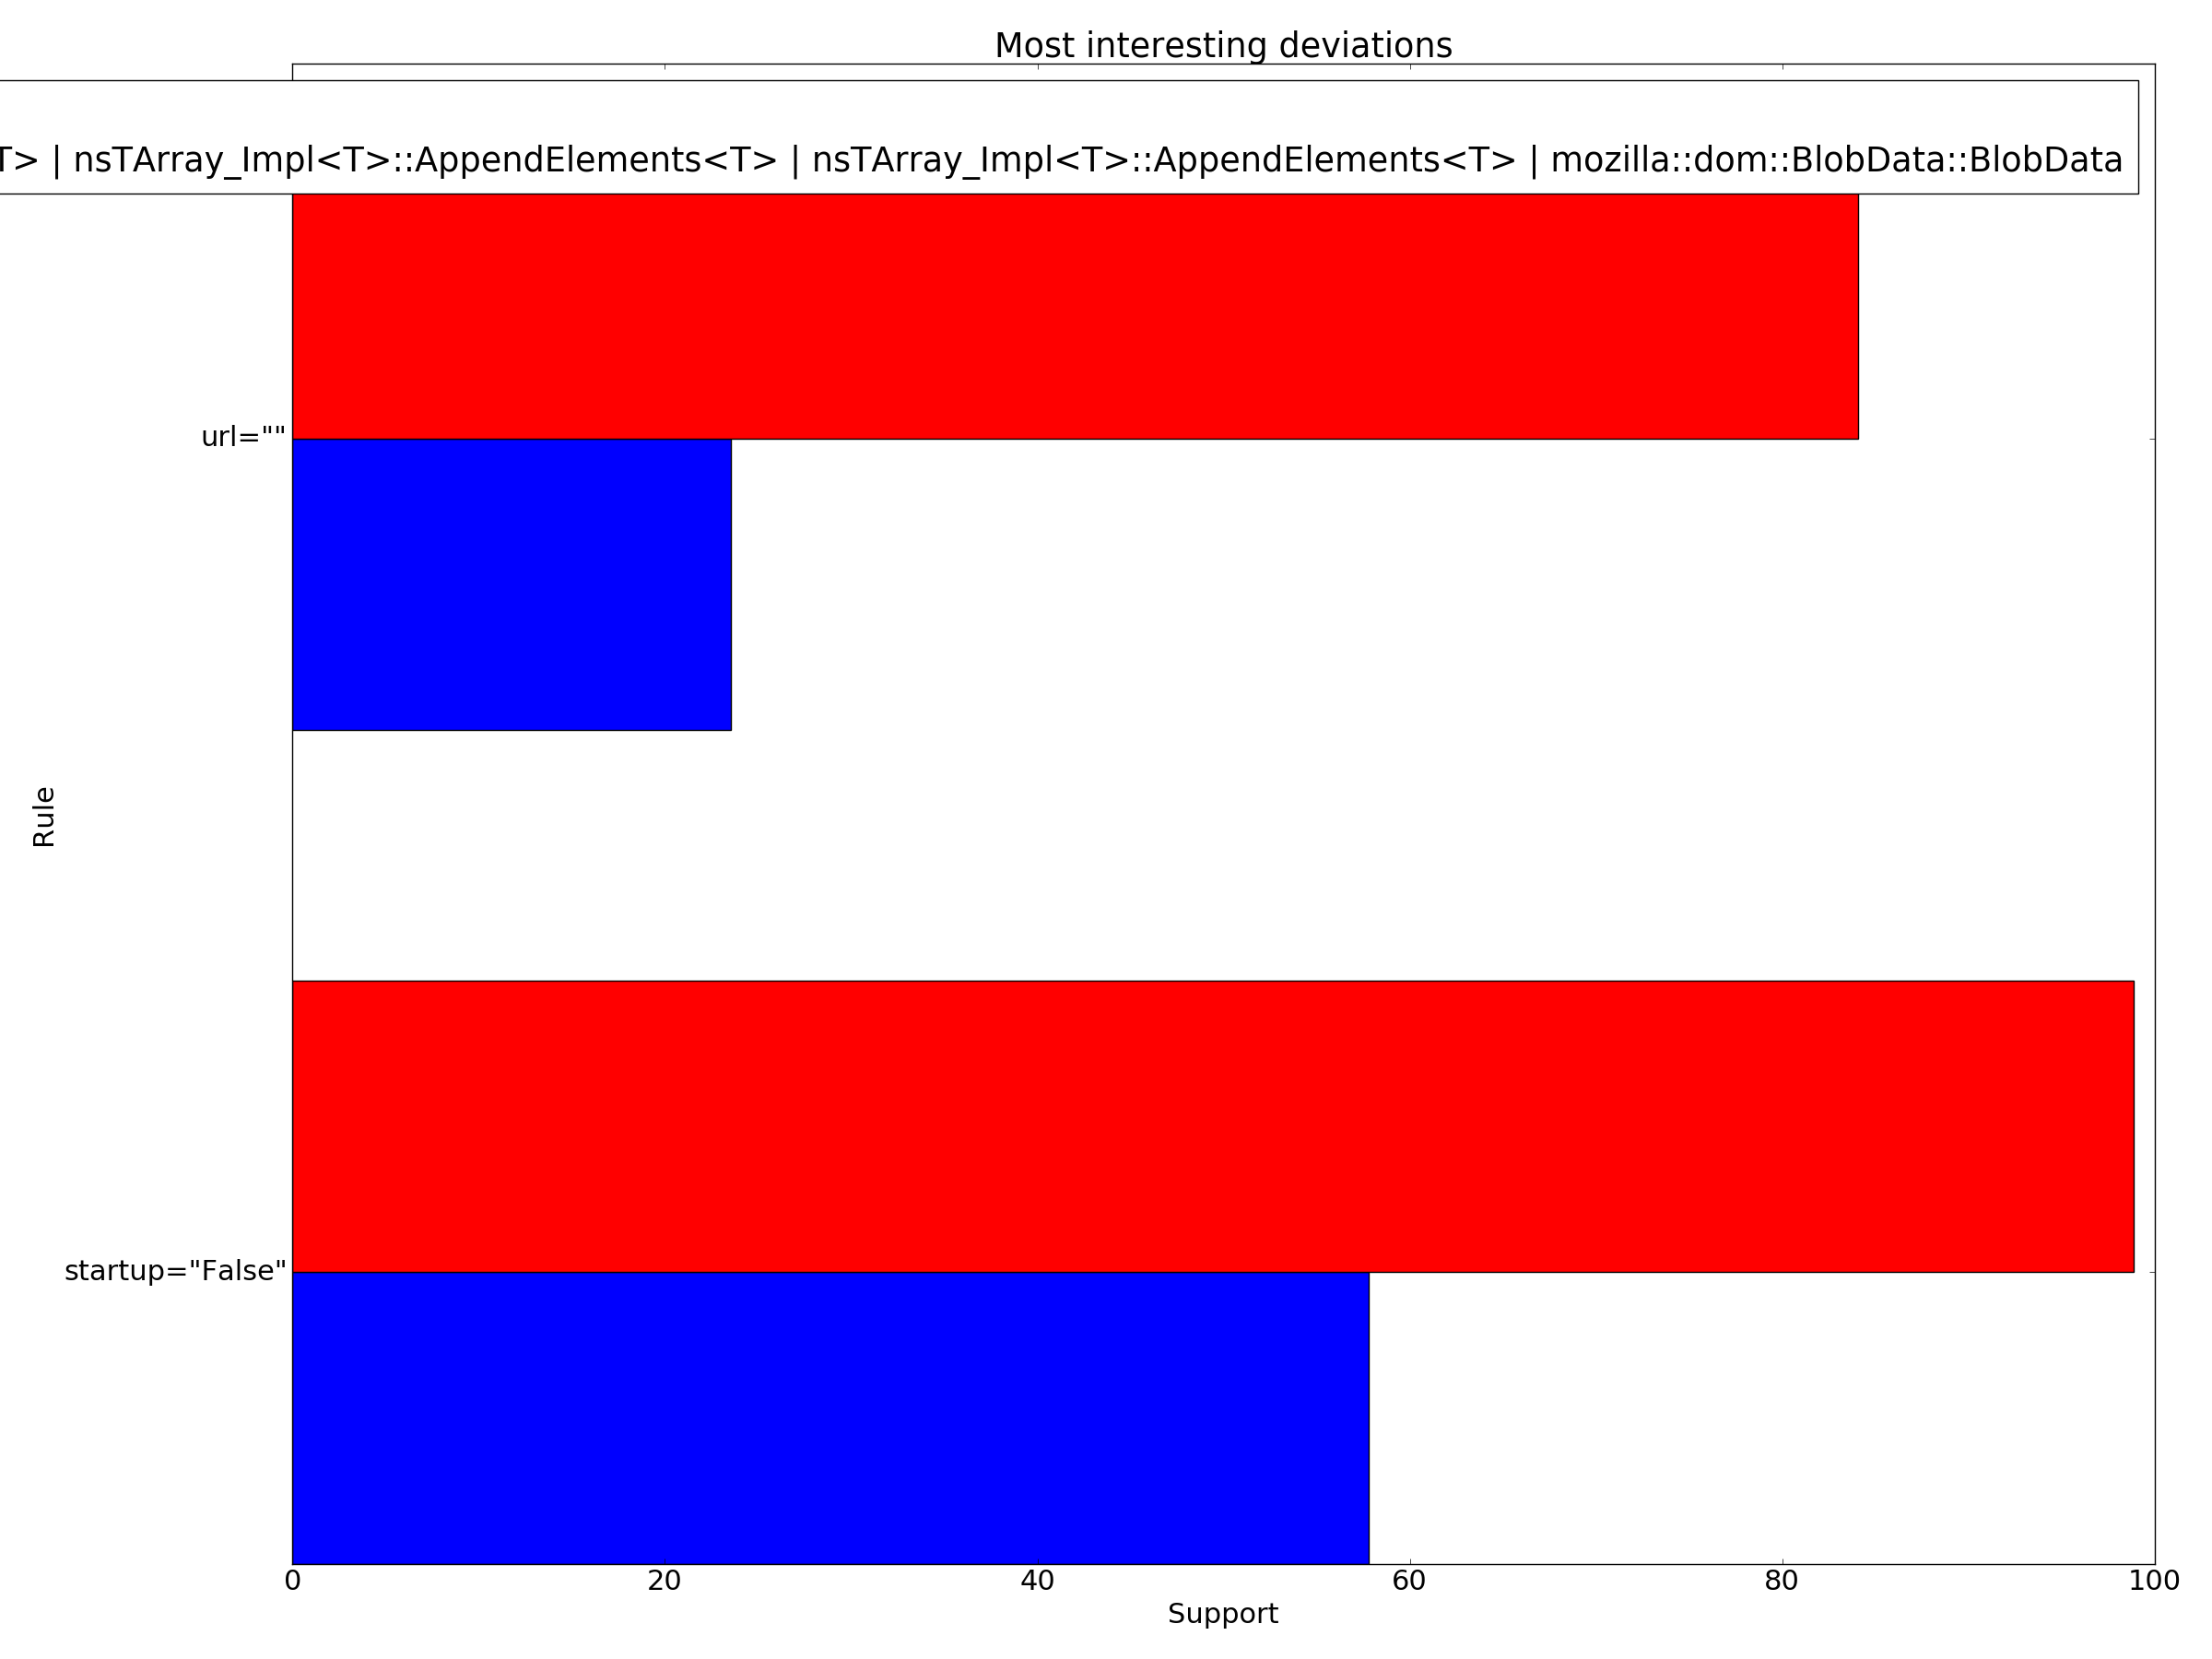 Most interesting deviations
T> | nsTArray_Impl<T>::AppendElements<T> | nsTArray_Impl<T>::AppendElements<T> | mozilla::dom::BlobData::BlobData
url=""
Rule
startup="False"
0 20 40 60 80 100
Support